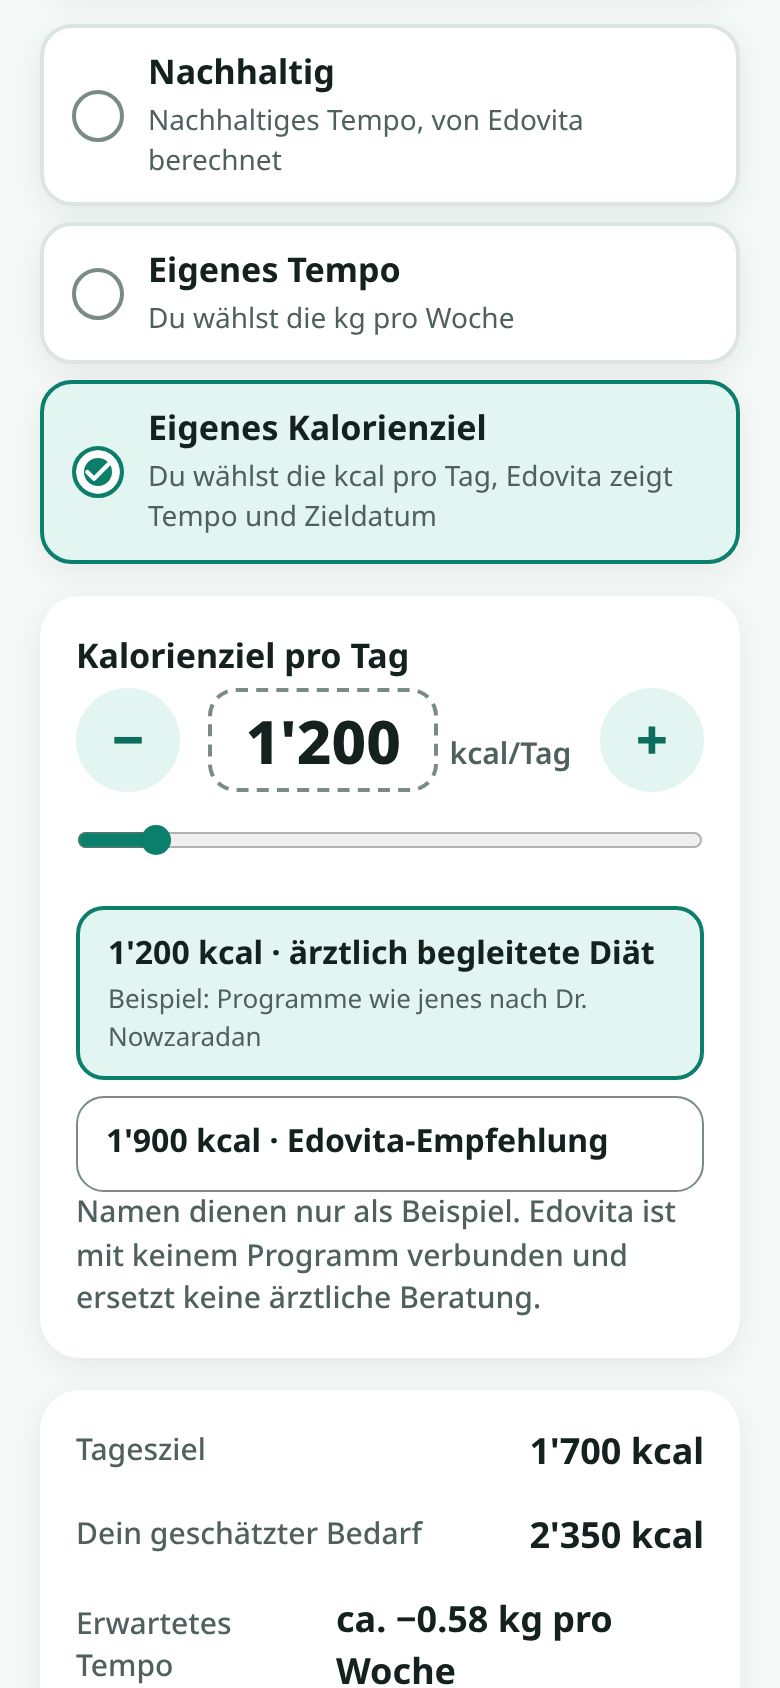 Nachhaltig
Nachhaltiges Tempo, von Edovita
berechnet
Eigenes Tempo
Du wählst die kg pro Woche
Eigenes Kalorienziel
Du wählst die kcal pro Tag, Edovita zeigt
Tempo und Zieldatum
Kalorienziel pro Tag
− 1'200 kcal/Tag +
1'200 kcal · ärztlich begleitete Diät
Beispiel: Programme wie jenes nach Dr.
Nowzaradan
1'900 kcal · Edovita-Empfehlung
Namen dienen nur als Beispiel. Edovita ist
mit keinem Programm verbunden und
ersetzt keine ärztliche Beratung.
Tagesziel 1'700 kcal
Dein geschätzter Bedarf 2'350 kcal
Erwartetes
Tempo
ca. −0.58 kg pro
Woche